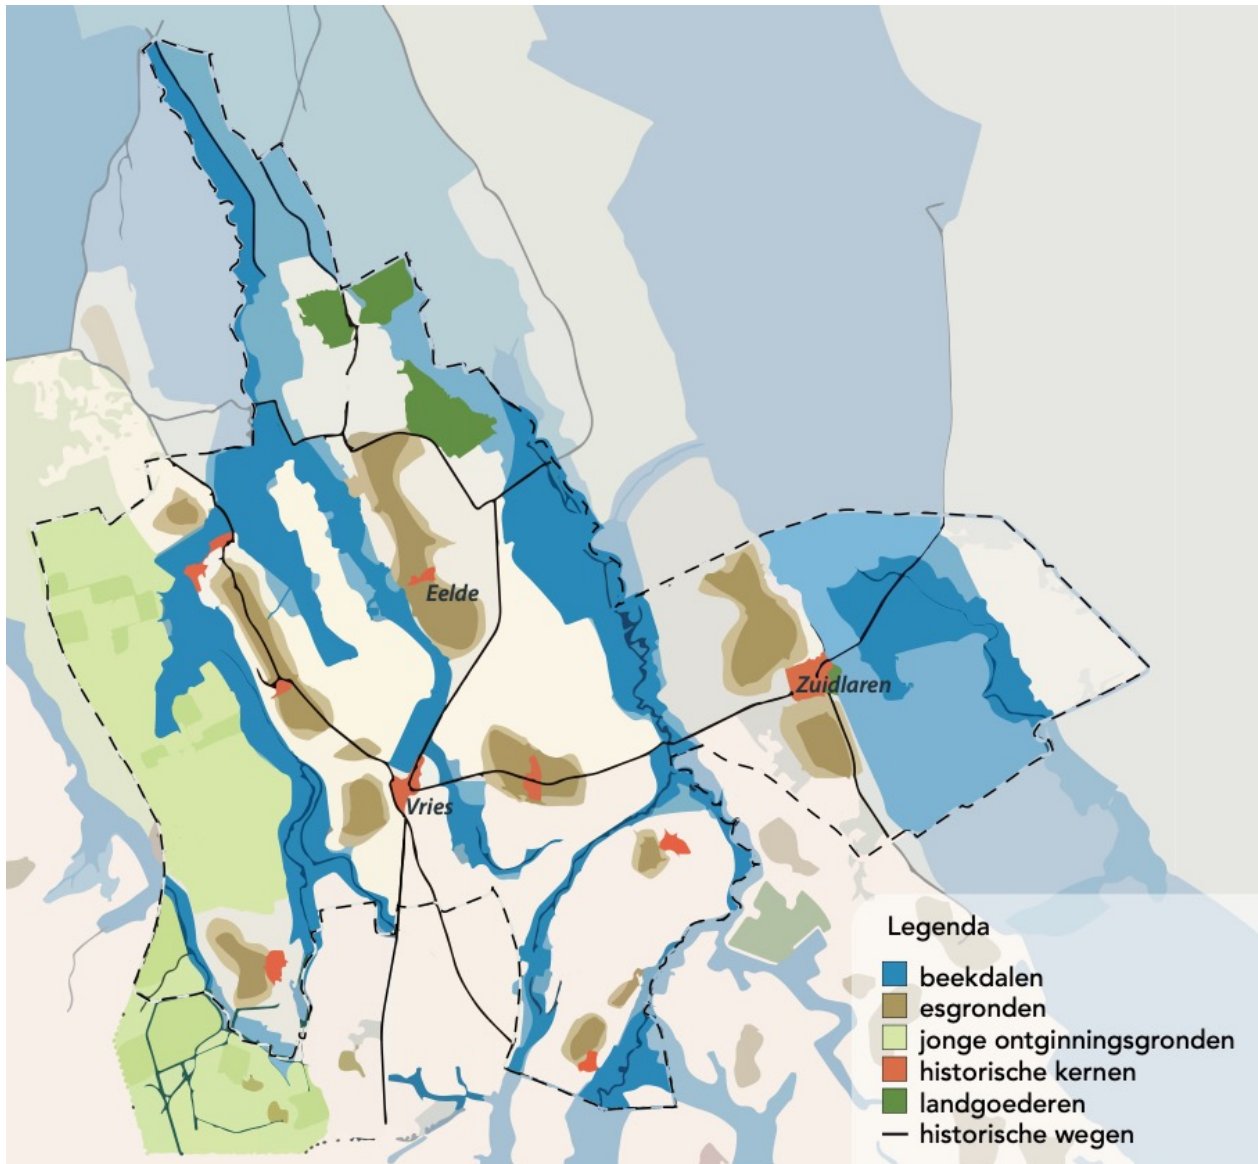 Eelde
Zuidlaren
Vries
Legenda
beekdalen
esgronden
jonge ontginningsgronden
historische kernen
landgoederen
historische wegen